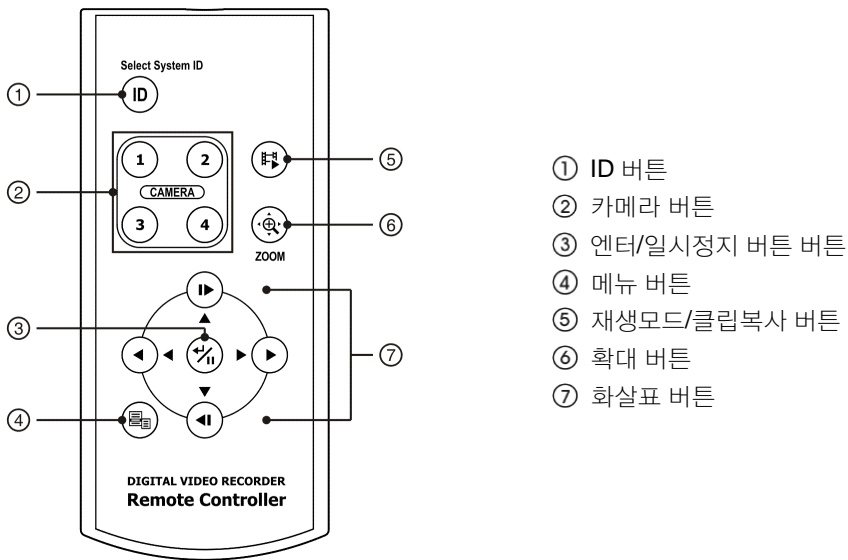 Select System ID
ID
①
1
2
②
CAMERA
3
4
⑤
⑥
ZOOM
③
⑦
④
DIGITAL VIDEO RECORDER
Remote Controller
① ID 버튼
② 카메라 버튼
③ 엔터/일시정지 버튼 버튼
④ 메뉴 버튼
⑤ 재생모드/클립복사 버튼
⑥ 확대 버튼
⑦ 화살표 버튼